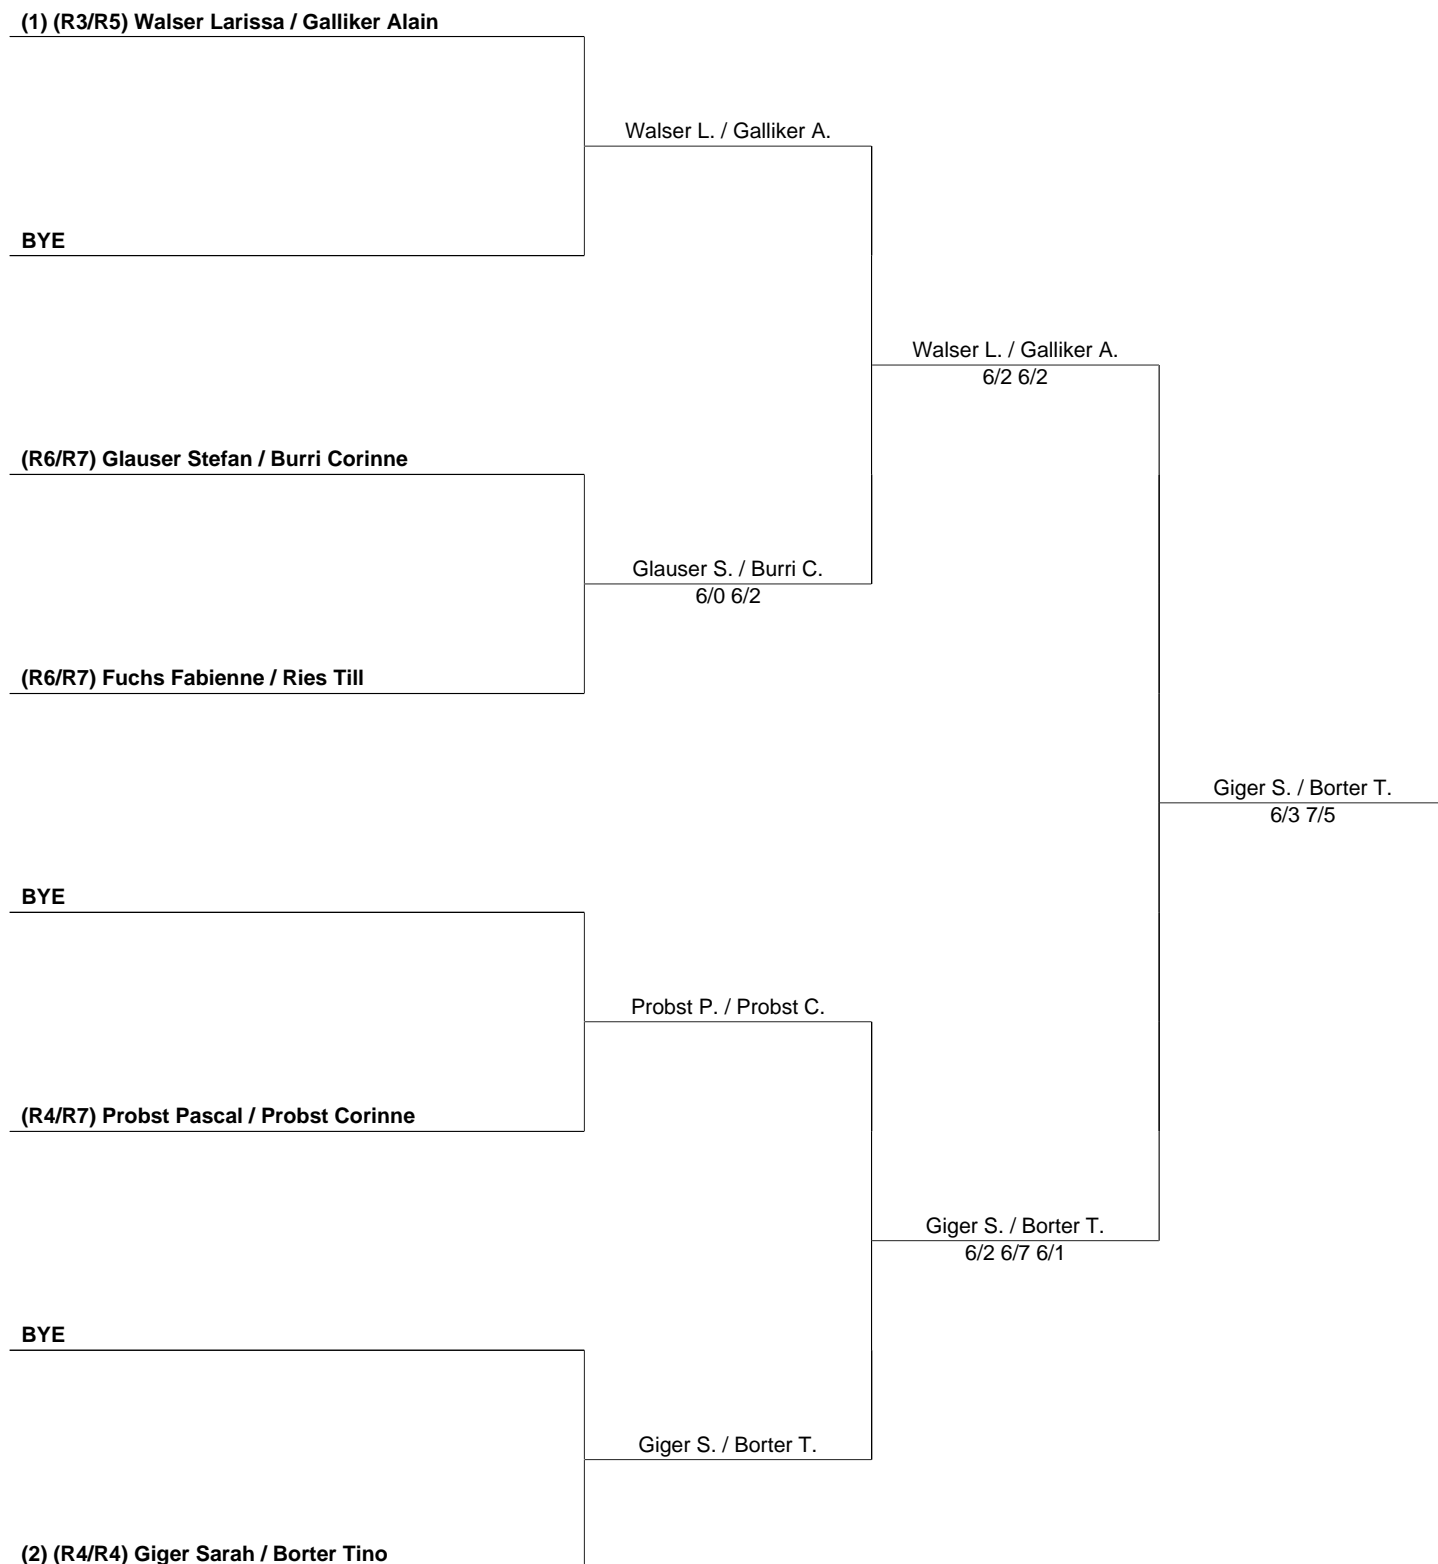 (1) (R3/R5) Walser Larissa / Galliker Alain
Walser L. / Galliker A.
BYE
Walser L. / Galliker A.
6/2 6/2
(R6/R7) Glauser Stefan / Burri Corinne
Glauser S. / Burri C.
6/0 6/2
(R6/R7) Fuchs Fabienne / Ries Till
Giger S. / Borter T.
6/3 7/5
BYE
Probst P. / Probst C.
(R4/R7) Probst Pascal / Probst Corinne
Giger S. / Borter T.
6/2 6/7 6/1
BYE
Giger S. / Borter T.
(2) (R4/R4) Giger Sarah / Borter Tino